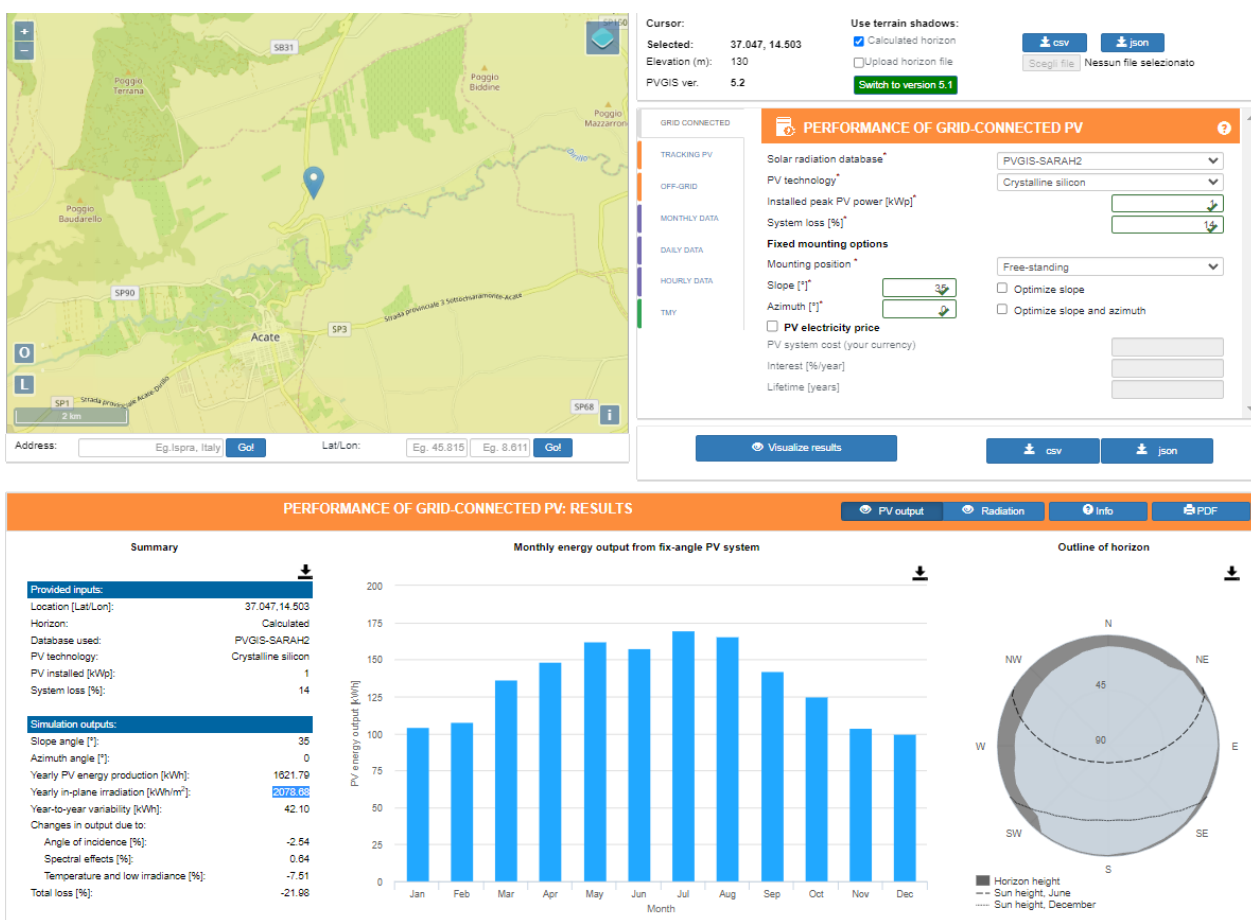 +
−
SB31
Poggio
Terrana
Poggio
Biddine
Poggio
Mazzarron
Dirillo
Poggio
Baudarello
SP90
Strada provinciale 3 Sottochiaramonte-Acate
SP3
Acate
O
L
SP1
Strada provinciale Acate-Dirillo
SP68
i
2 km
Address:
Eg.Ispra, Italy
Go!
Lat/Lon:
Eg. 45.815
Eg. 8.611
Go!
Cursor:
Use terrain shadows:
Selected: 37.047, 14.503
Calculated horizon
csv
json
Elevation (m): 130
Upload horizon file
Scegli file Nessun file selezionato
PVGIS ver. 5.2
Switch to version 5.1
GRID CONNECTED
TRACKING PV
OFF-GRID
MONTHLY DATA
DAILY DATA
HOURLY DATA
TMY
PERFORMANCE OF GRID-CONNECTED PV
?
Solar radiation database* PVGIS-SARAH2
PV technology* Crystalline silicon
Installed peak PV power [kWp]* 1
System loss [%]* 14
Fixed mounting options
Mounting position * Free-standing
Slope [°]* 35 Optimize slope
Azimuth [°]* 0 Optimize slope and azimuth
PV electricity price
PV system cost (your currency)
Interest [%/year]
Lifetime [years]
Visualize results
csv
json
PERFORMANCE OF GRID-CONNECTED PV: RESULTS
PV output
Radiation
Info
PDF
Summary
Provided inputs:
Location [Lat/Lon]: 37.047,14.503
Horizon: Calculated
Database used: PVGIS-SARAH2
PV technology: Crystalline silicon
PV installed [kWp]: 1
System loss [%]: 14
Simulation outputs:
Slope angle [°]: 35
Azimuth angle [°]: 0
Yearly PV energy production [kWh]: 1621.79
Yearly in-plane irradiation [kWh/m²]: 2078.68
Year-to-year variability [kWh]: 42.10
Changes in output due to:
Angle of incidence [%]: -2.54
Spectral effects [%]: 0.64
Temperature and low irradiance [%]: -7.51
Total loss [%]: -21.98
Monthly energy output from fix-angle PV system
PV energy output [kWh]
200
175
150
125
100
75
50
25
0
Jan Feb Mar Apr May Jun Jul Aug Sep Oct Nov Dec
Month
Outline of horizon
N
NW
NE
45
90
W
E
SW
SE
S
Horizon height
Sun height, June
Sun height, December